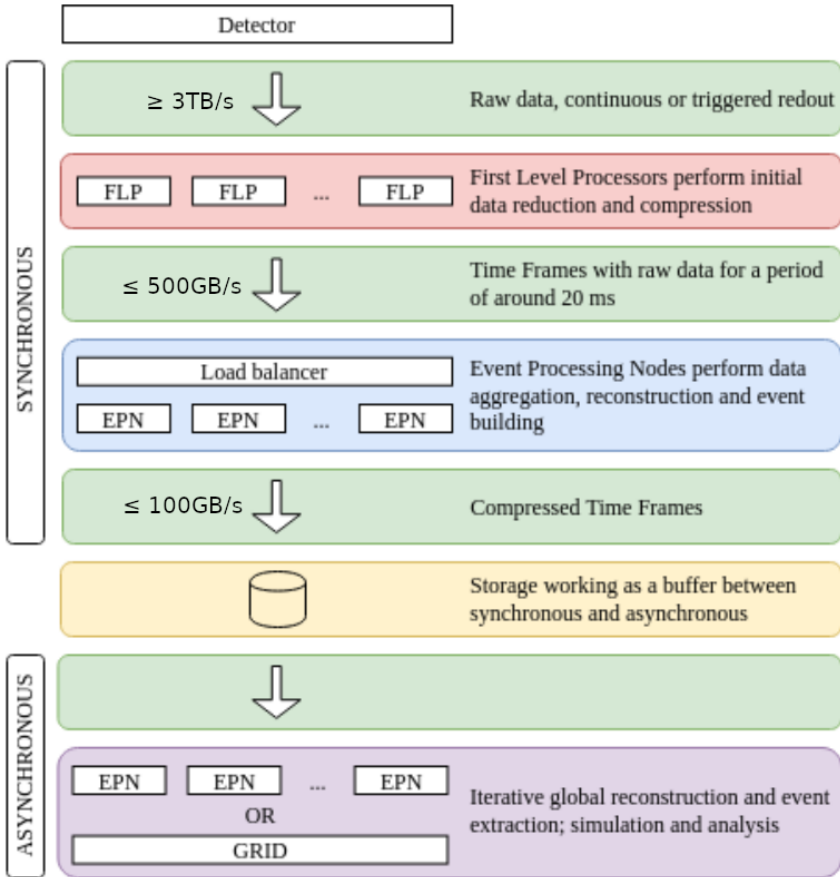 Detector
SYNCHRONOUS
≥ 3TB/s
Raw data, continuous or triggered redout
FLP FLP ... FLP
First Level Processors perform initial
data reduction and compression
≤ 500GB/s
Time Frames with raw data for a period
of around 20 ms
Load balancer
EPN EPN ... EPN
Event Processing Nodes perform data
aggregation, reconstruction and event
building
≤ 100GB/s
Compressed Time Frames
Storage working as a buffer between
synchronous and asynchronous
ASYNCHRONOUS
EPN EPN ... EPN
OR
GRID
Iterative global reconstruction and event
extraction; simulation and analysis